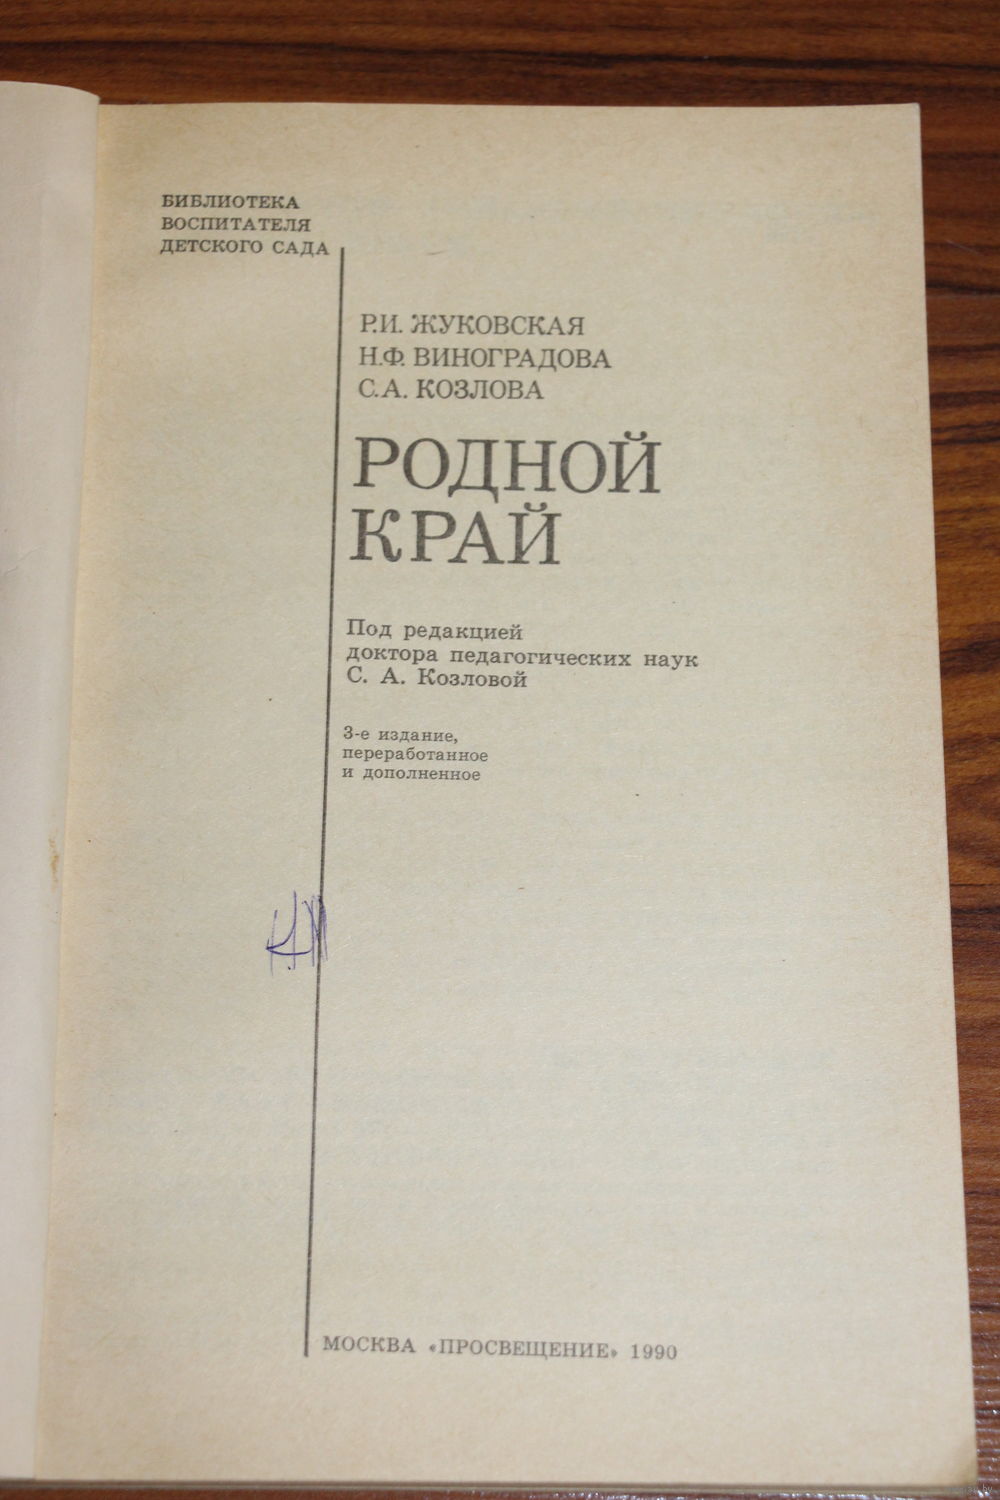 БИБЛИОТЕКА
ВОСПИТАТЕЛЯ
ДЕТСКОГО САДА
Р.И. ЖУКОВСКАЯ
Н.Ф. ВИНОГРАДОВА
С.А. КОЗЛОВА
РОДНОЙ
КРАЙ
Под редакцией
доктора педагогических наук
С. А. Козловой
3-е издание,
переработанное
и дополненное
МОСКВА «ПРОСВЕЩЕНИЕ» 1990